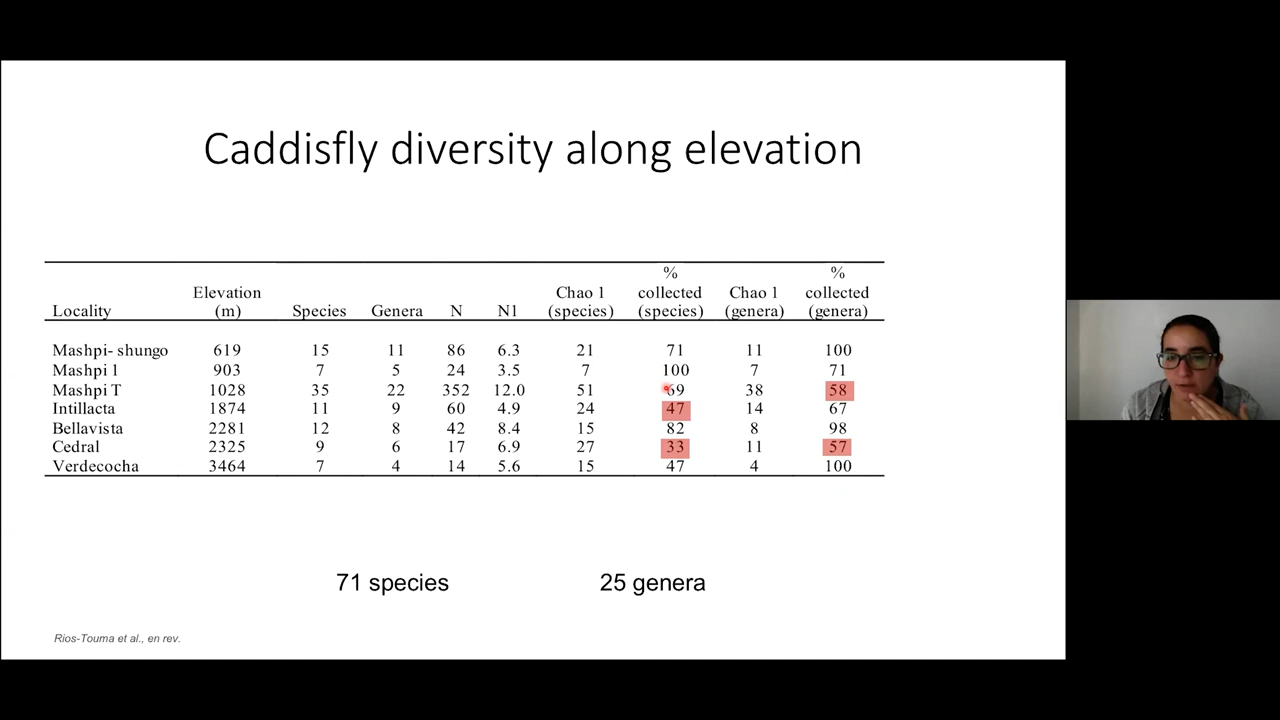 Caddisfly diversity along elevation
Locality Elevation (m) Species Genera N N1 Chao 1 (species) % collected (species) Chao 1 (genera) % collected (genera)
Mashpi- shungo 619 15 11 86 6.3 21 71 11 100
Mashpi 1 903 7 5 24 3.5 7 100 7 71
Mashpi T 1028 35 22 352 12.0 51 69 38 58
Intillacta 1874 11 9 60 4.9 24 47 14 67
Bellavista 2281 12 8 42 8.4 15 82 8 98
Cedral 2325 9 6 17 6.9 27 33 11 57
Verdecocha 3464 7 4 14 5.6 15 47 4 100
71 species 25 genera
Rios-Touma et al., en rev.